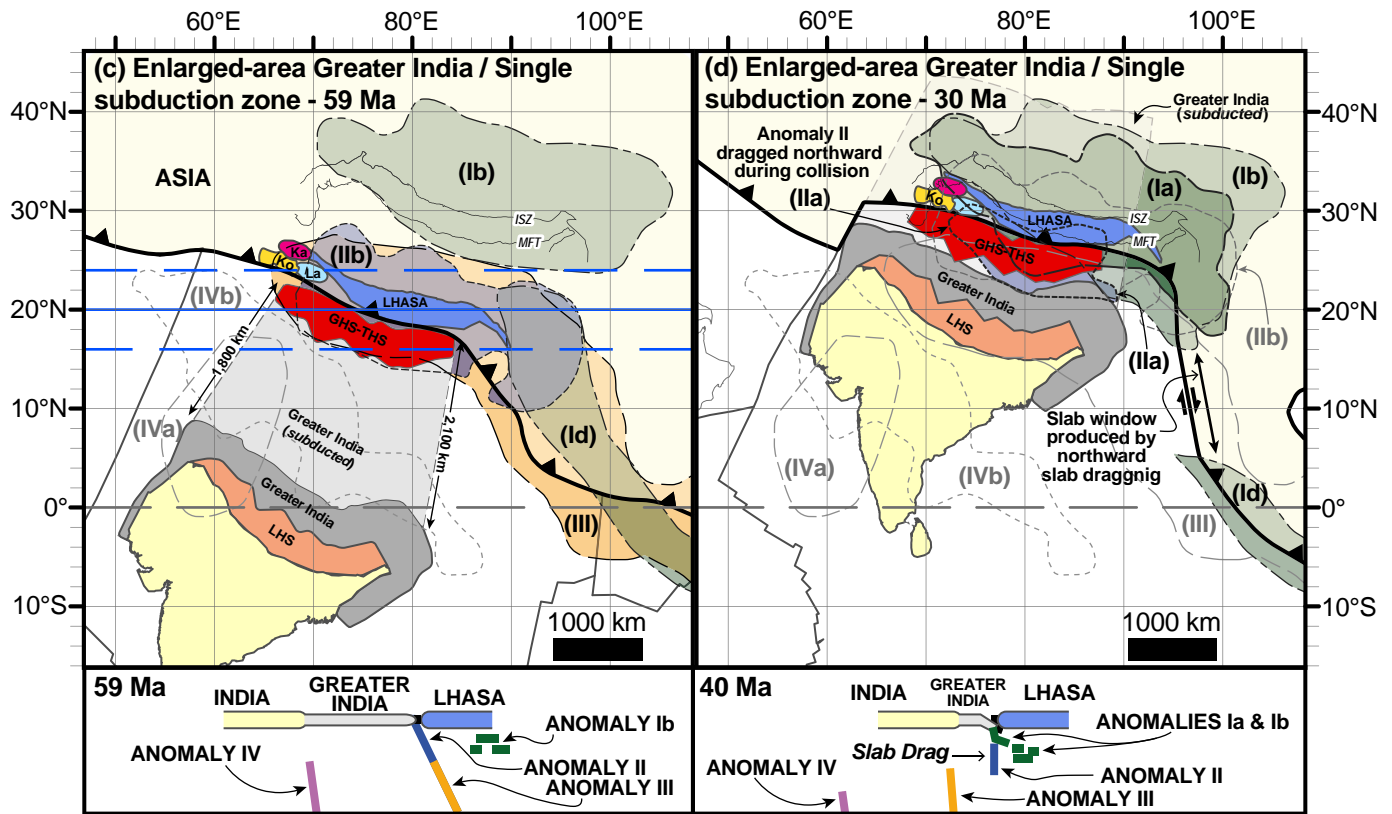 60°E 80°E 100°E
(c) Enlarged-area Greater India / Single
subduction zone - 59 Ma
40°N
30°N
20°N
10°N
0°
10°S
ASIA
(Ib)
ISZ
MFT
Ka
Ko
La
(IIb)
(IVb)
LHASA
GHS-THS
1,800 km
2,100 km
Greater India
(subducted)
(IVa)
Greater India
LHS
(Id)
(III)
1000 km
60°E 80°E 100°E
(d) Enlarged-area Greater India / Single
subduction zone - 30 Ma
40°N
30°N
20°N
10°N
0°
10°S
Greater India
(subducted)
Anomaly II
dragged northward
during collision
(IIa)
(Ia)
(Ib)
Ko
LHASA
ISZ
MFT
GHS-THS
Greater India
LHS
(IIb)
(IIa)
Slab window
produced by
northward
slab draggnig
(IVa)
(IVb)
(Id)
(III)
1000 km
59 Ma
INDIA
GREATER
INDIA
LHASA
ANOMALY Ib
ANOMALY IV
ANOMALY II
ANOMALY III
40 Ma
INDIA
GREATER
INDIA
LHASA
ANOMALIES Ia & Ib
Slab Drag
ANOMALY IV
ANOMALY II
ANOMALY III